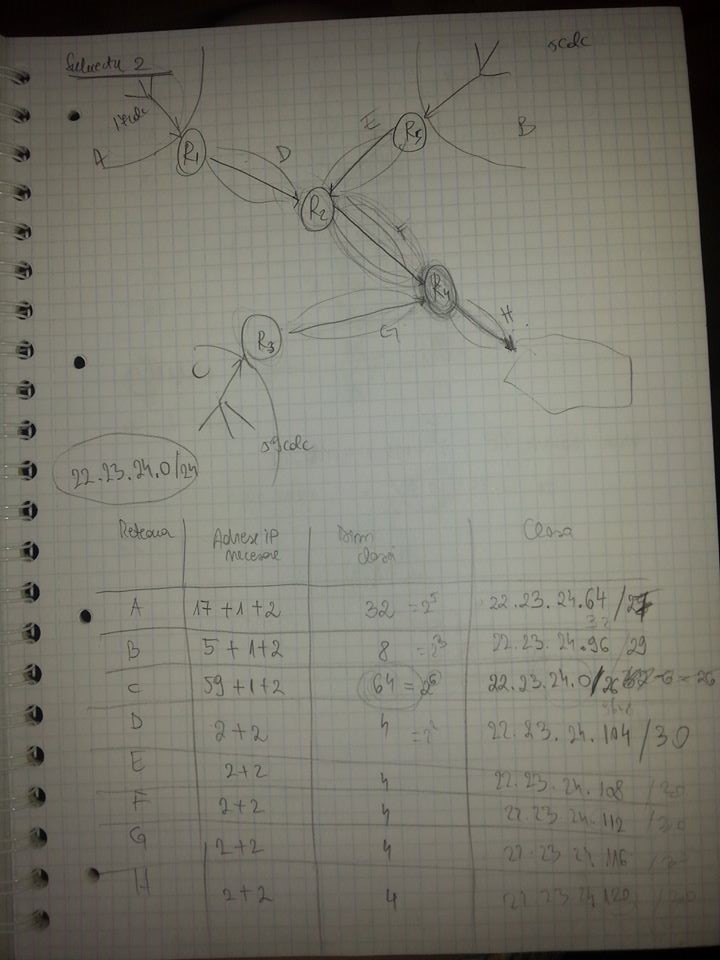 Subiectu 2
5cdc
17cdc
A
R1
D
E
R5
B
R2
F
R4
H
G
R3
C
59cdc
22.23.24.0/24
Reteaua Adrese IP necesare Dim clasă Clasa
A 17+1+2 32 = 2^5 22.23.24.64 /27
32
B 5+1+2 8 = 2^3 22.23.24.96 /29
C 59+1+2 64 = 2^6 22.23.24.0/26 32-6=26
D 2+2 4 = 2^2 22.23.24.104/30
E 2+2 4 22.23.24.108 /30
F 2+2 4 22.23.24.112 /30
G 2+2 4 22.23.24.116 /30
H 2+2 4 22.23.24.120 /30